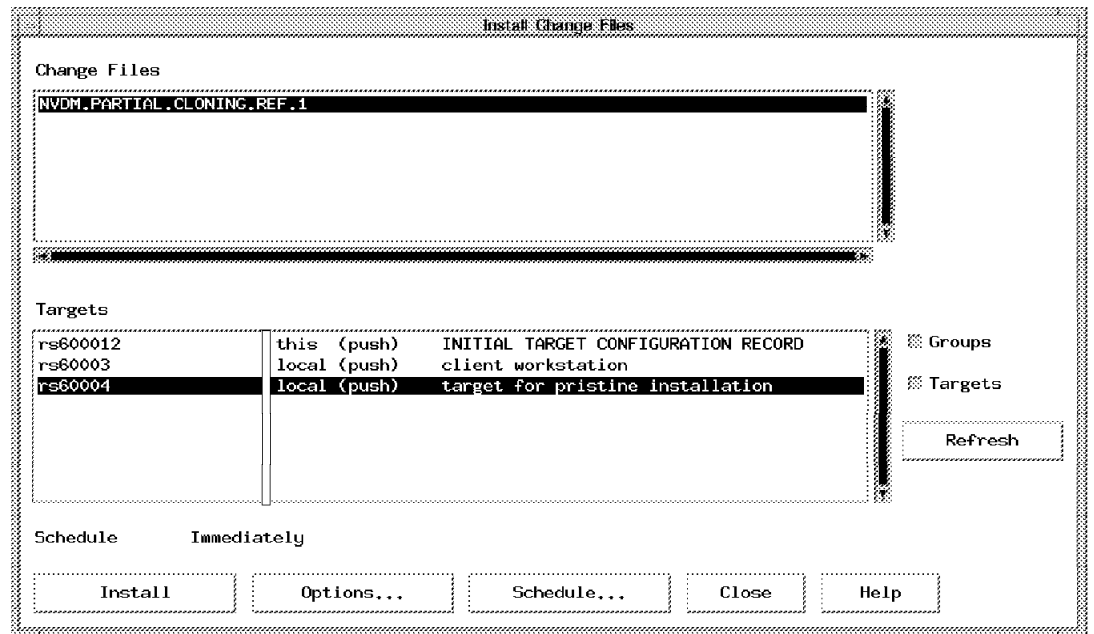 Install Change Files
Change Files
NVDM.PARTIAL.CLONING.REF.1
Targets
rs600012 this (push) INITIAL TARGET CONFIGURATION RECORD
rs60003 local (push) client workstation
rs60004 local (push) target for pristine installation
Groups
Targets
Refresh
Schedule Immediately
Install Options... Schedule... Close Help